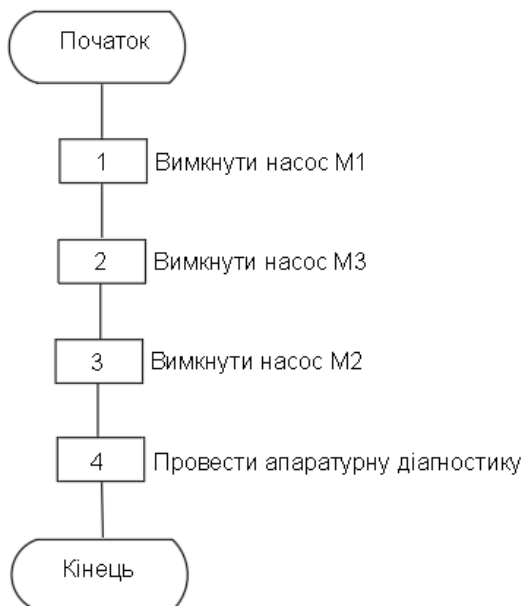 Початок
1 Вимкнути насос М1
2 Вимкнути насос М3
3 Вимкнути насос М2
4 Провести апаратурну діагностику
Кінець